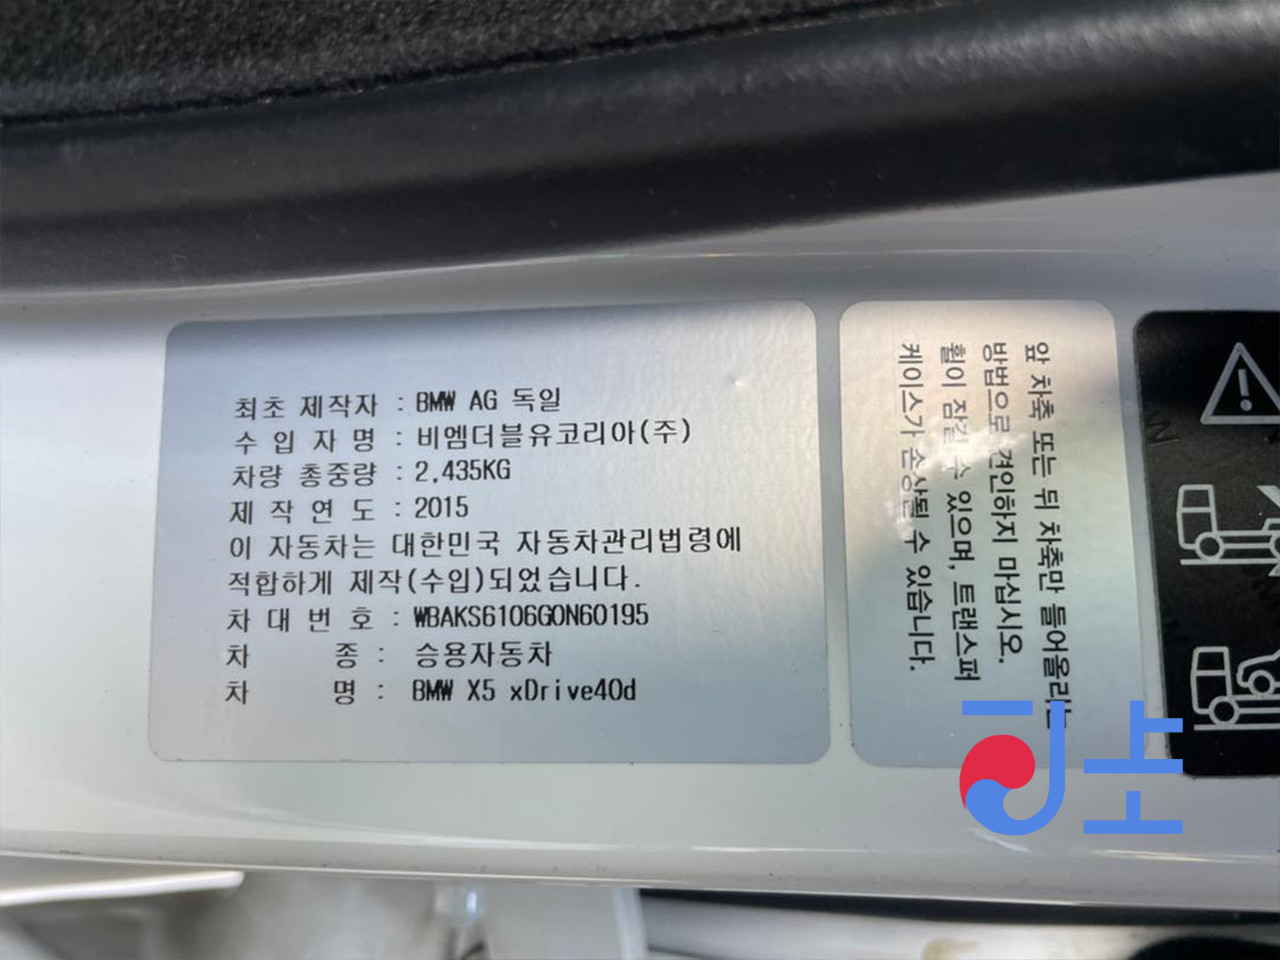 최초 제작자 : BMW AG 독일
수 입 자 명 : 비엠더블유코리아(주)
차량 총중량 : 2,435KG
제 작 연 도 : 2015
이 자동차는 대한민국 자동차관리법령에
적합하게 제작(수입)되었습니다.
차 대 번 호 : WBAKS6106G0N60195
차 종 : 승용자동차
차 명 : BMW X5 xDrive40d
앞 차축 또는 뒤 차축만 들어올리는
방법으로 견인하지 마십시오.
휠이 잠길 수 있으며, 트랜스퍼
케이스가 손상될 수 있습니다.